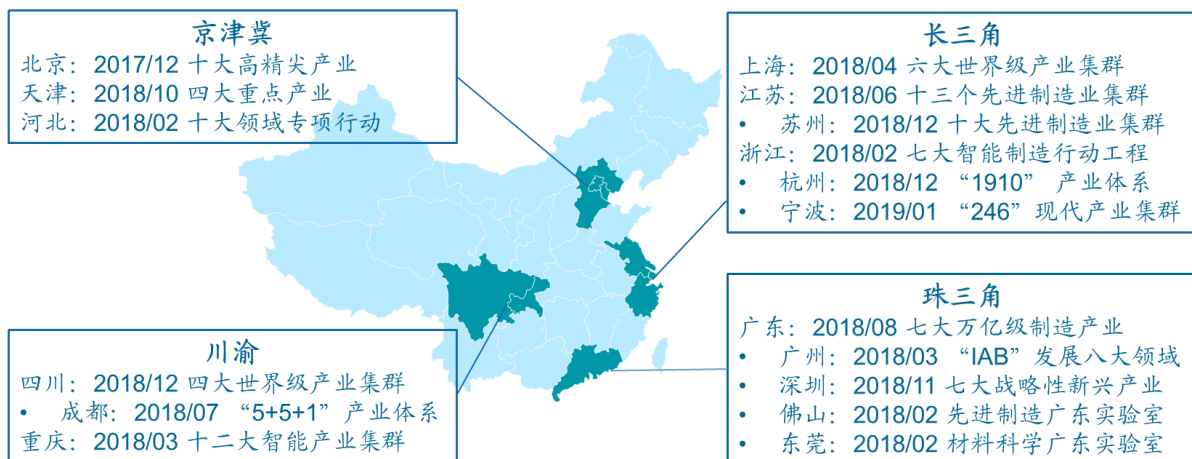 京津冀
北京：2017/12 十大高精尖产业
天津：2018/10 四大重点产业
河北：2018/02 十大领域专项行动
长三角
上海：2018/04 六大世界级产业集群
江苏：2018/06 十三个先进制造业集群
• 苏州：2018/12 十大先进制造业集群
浙江：2018/02 七大智能制造行动工程
• 杭州：2018/12 “1910” 产业体系
• 宁波：2019/01 “246”现代产业集群
川渝
四川：2018/12 四大世界级产业集群
• 成都：2018/07 “5+5+1”产业体系
重庆：2018/03 十二大智能产业集群
珠三角
广东：2018/08 七大万亿级制造产业
• 广州：2018/03 “IAB”发展八大领域
• 深圳：2018/11 七大战略性新兴产业
• 佛山：2018/02 先进制造广东实验室
• 东莞：2018/02 材料科学广东实验室